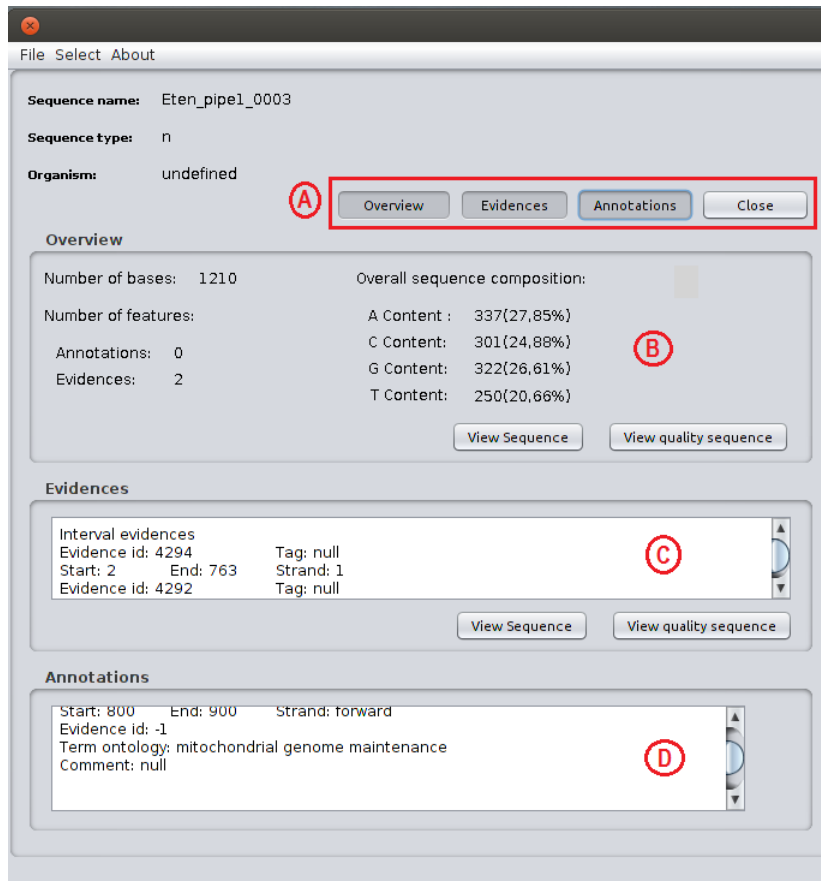 File Select About
Sequence name: Eten_pipe1_0003
Sequence type: n
Organism: undefined
A Overview Evidences Annotations Close
Overview
Number of bases: 1210 Overall sequence composition:
Number of features: A Content : 337(27,85%)
Annotations: 0 C Content: 301(24,88%) B
Evidences: 2 G Content: 322(26,61%)
T Content: 250(20,66%)
View Sequence View quality sequence
Evidences
Interval evidences
Evidence id: 4294 Tag: null C
Start: 2 End: 763 Strand: 1
Evidence id: 4292 Tag: null
View Sequence View quality sequence
Annotations
Start: 800 End: 900 Strand: forward
Evidence id: -1
Term ontology: mitochondrial genome maintenance
Comment: null D